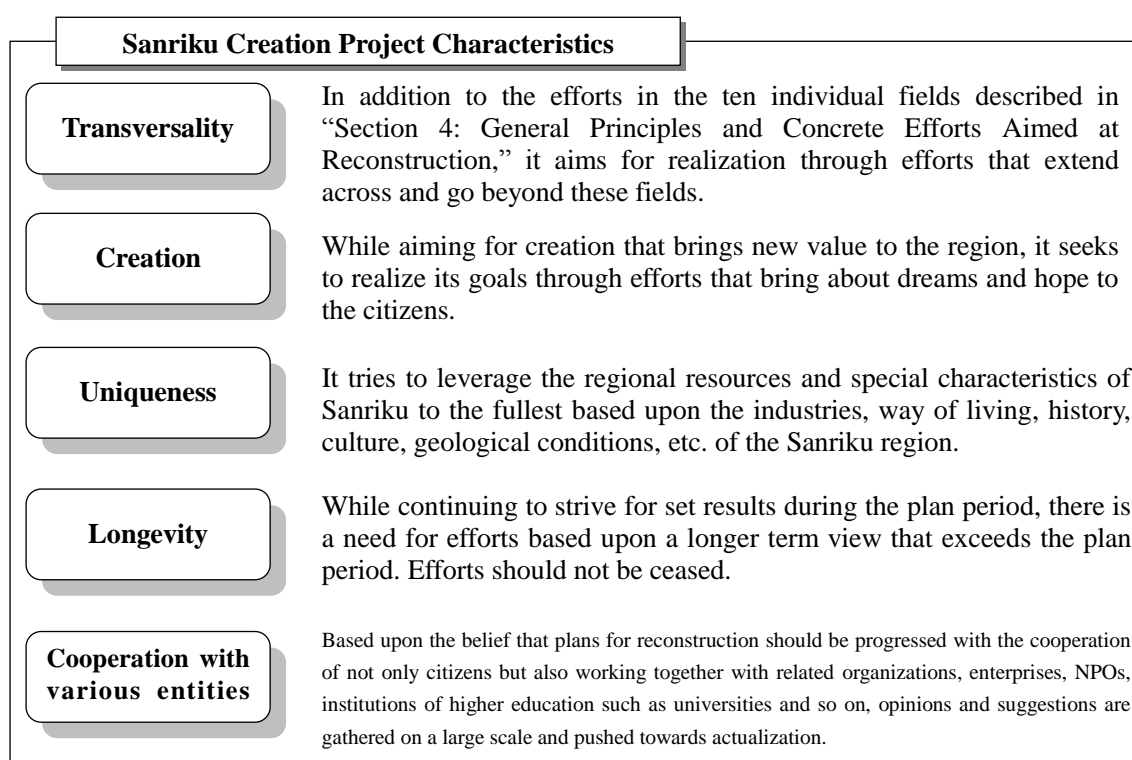 Sanriku Creation Project Characteristics
Transversality
In addition to the efforts in the ten individual fields described in
“Section 4: General Principles and Concrete Efforts Aimed at
Reconstruction,” it aims for realization through efforts that extend
across and go beyond these fields.
Creation
While aiming for creation that brings new value to the region, it seeks
to realize its goals through efforts that bring about dreams and hope to
the citizens.
Uniqueness
It tries to leverage the regional resources and special characteristics of
Sanriku to the fullest based upon the industries, way of living, history,
culture, geological conditions, etc. of the Sanriku region.
Longevity
While continuing to strive for set results during the plan period, there is
a need for efforts based upon a longer term view that exceeds the plan
period. Efforts should not be ceased.
Cooperation with
various entities
Based upon the belief that plans for reconstruction should be progressed with the cooperation
of not only citizens but also working together with related organizations, enterprises, NPOs,
institutions of higher education such as universities and so on, opinions and suggestions are
gathered on a large scale and pushed towards actualization.